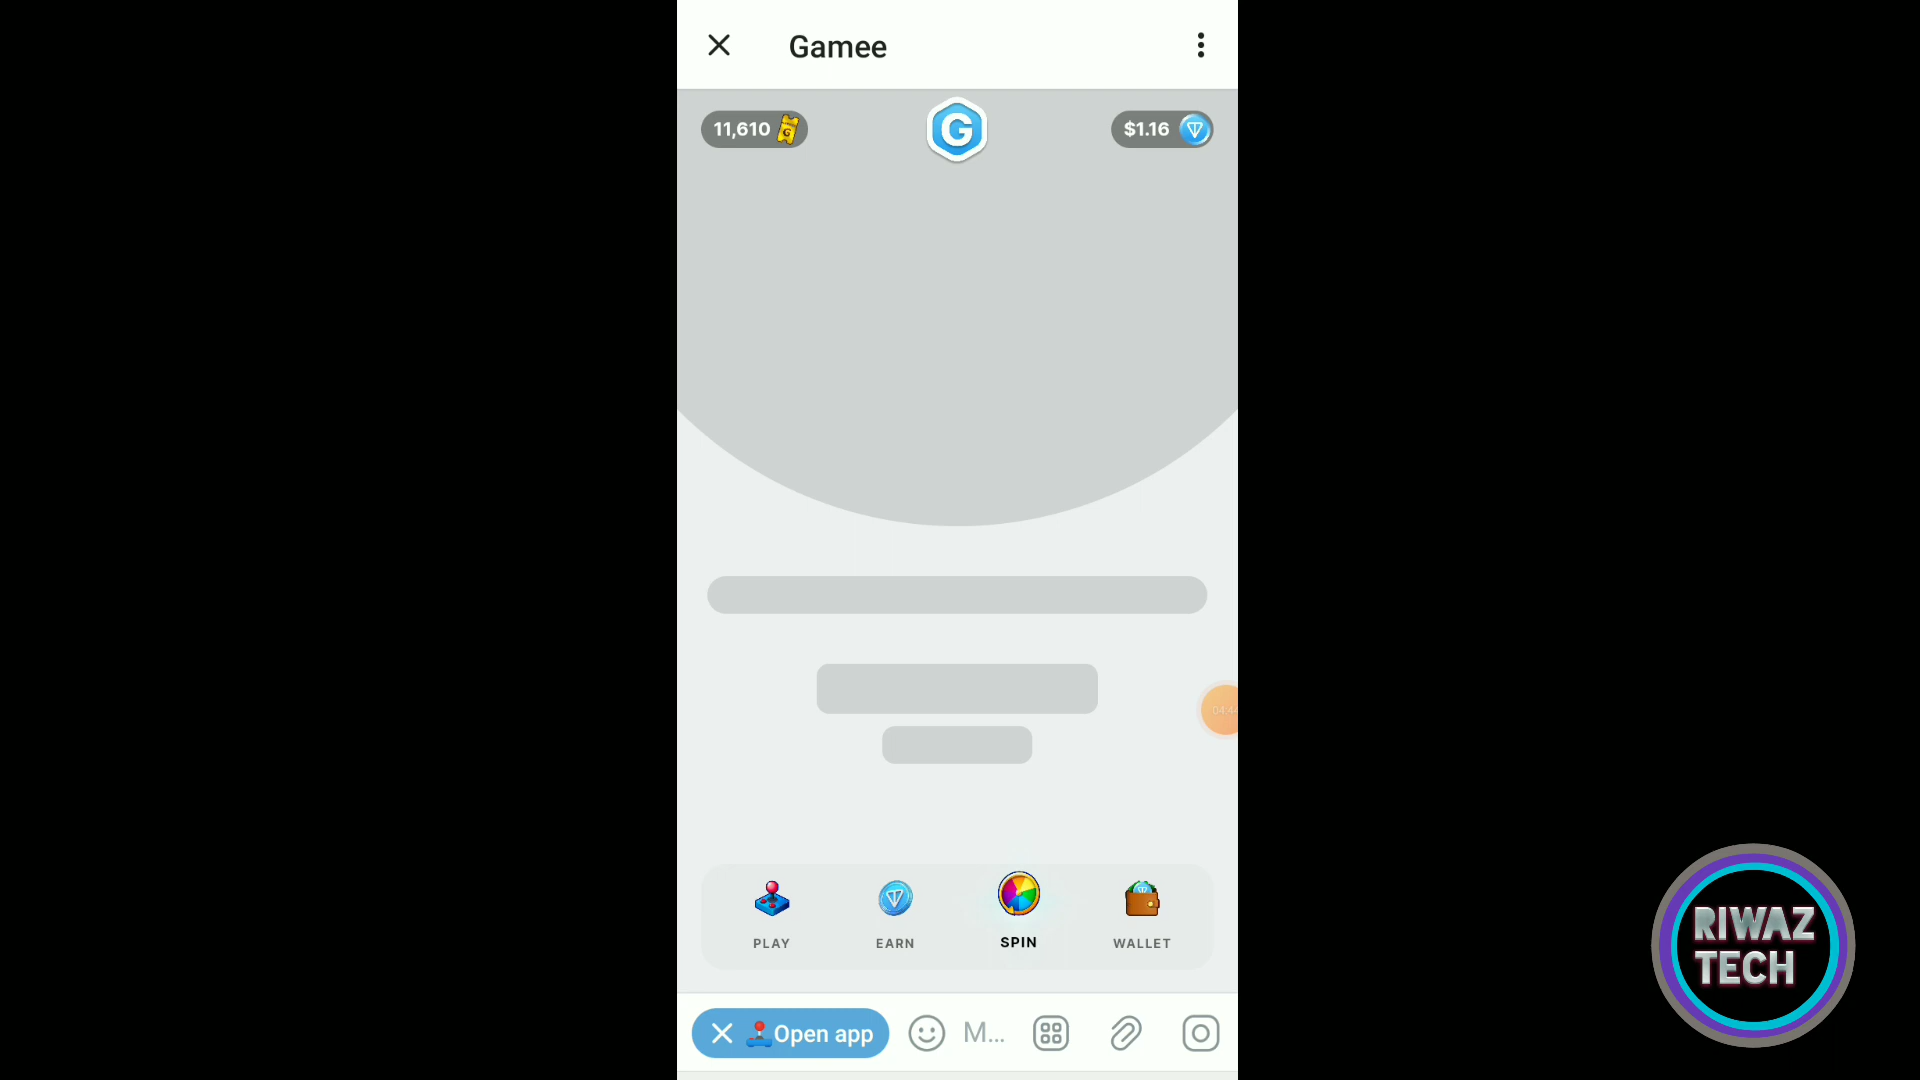 Gamee
11,610
G
$1.16
PLAY
EARN
SPIN
WALLET
Open app
M...
RIWAZ
TECH